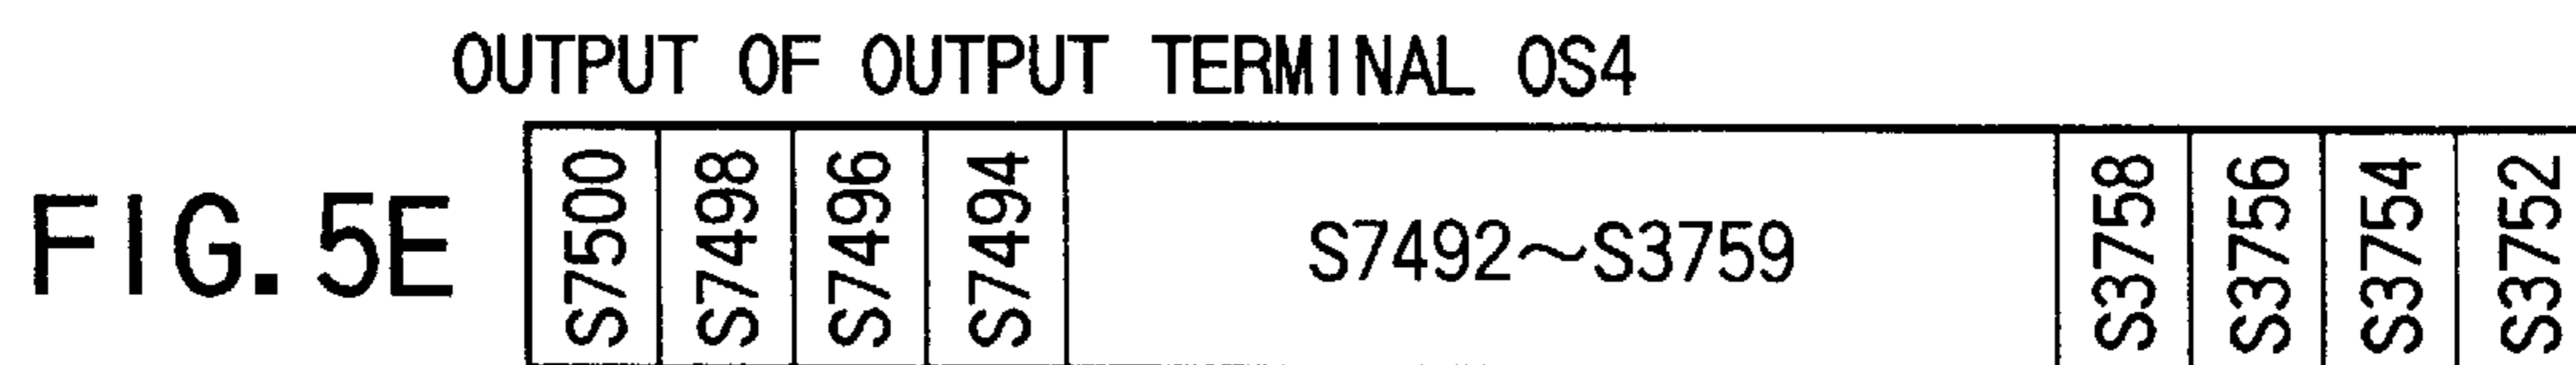 OUTPUT OF OUTPUT TERMINAL OS4
FIG. 5E
S7500
S7498
S7496
S7494
S7492~S3759
S3758
S3756
S3754
S3752